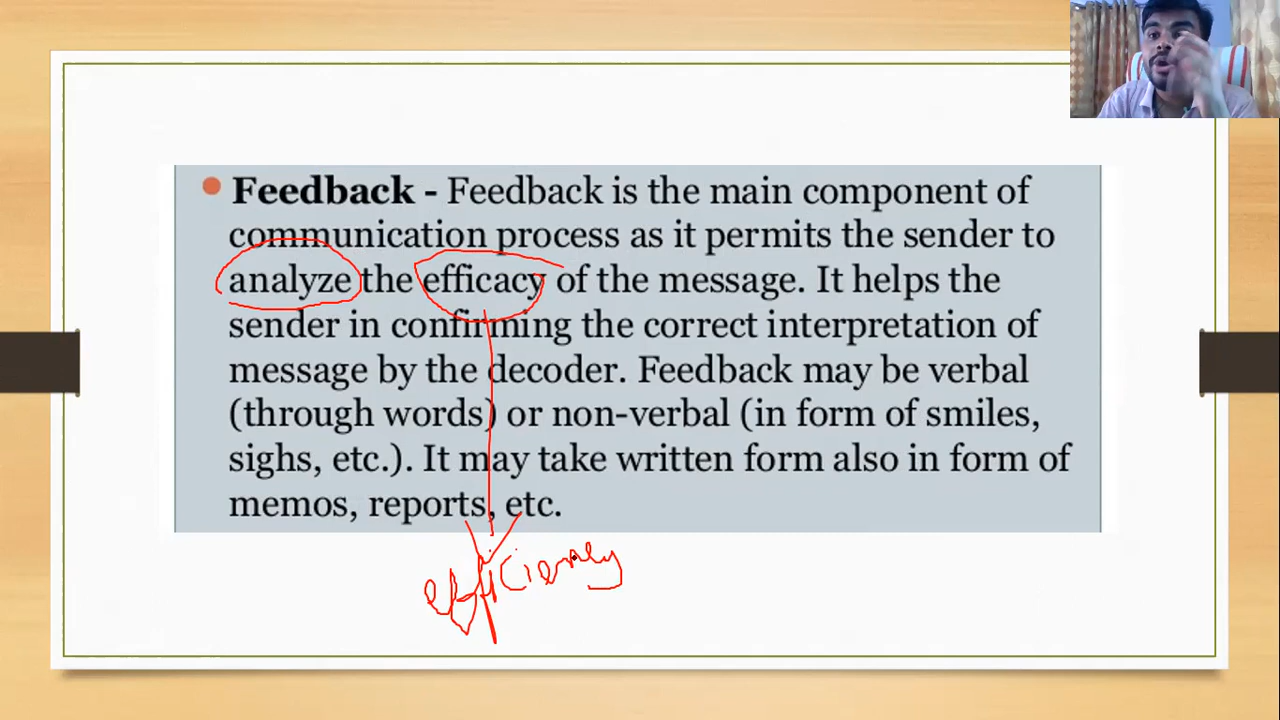 Feedback - Feedback is the main component of
communication process as it permits the sender to
analyze the efficacy of the message. It helps the
sender in confirming the correct interpretation of
message by the decoder. Feedback may be verbal
(through words) or non-verbal (in form of smiles,
sighs, etc.). It may take written form also in form of
memos, reports, etc.
efficiency